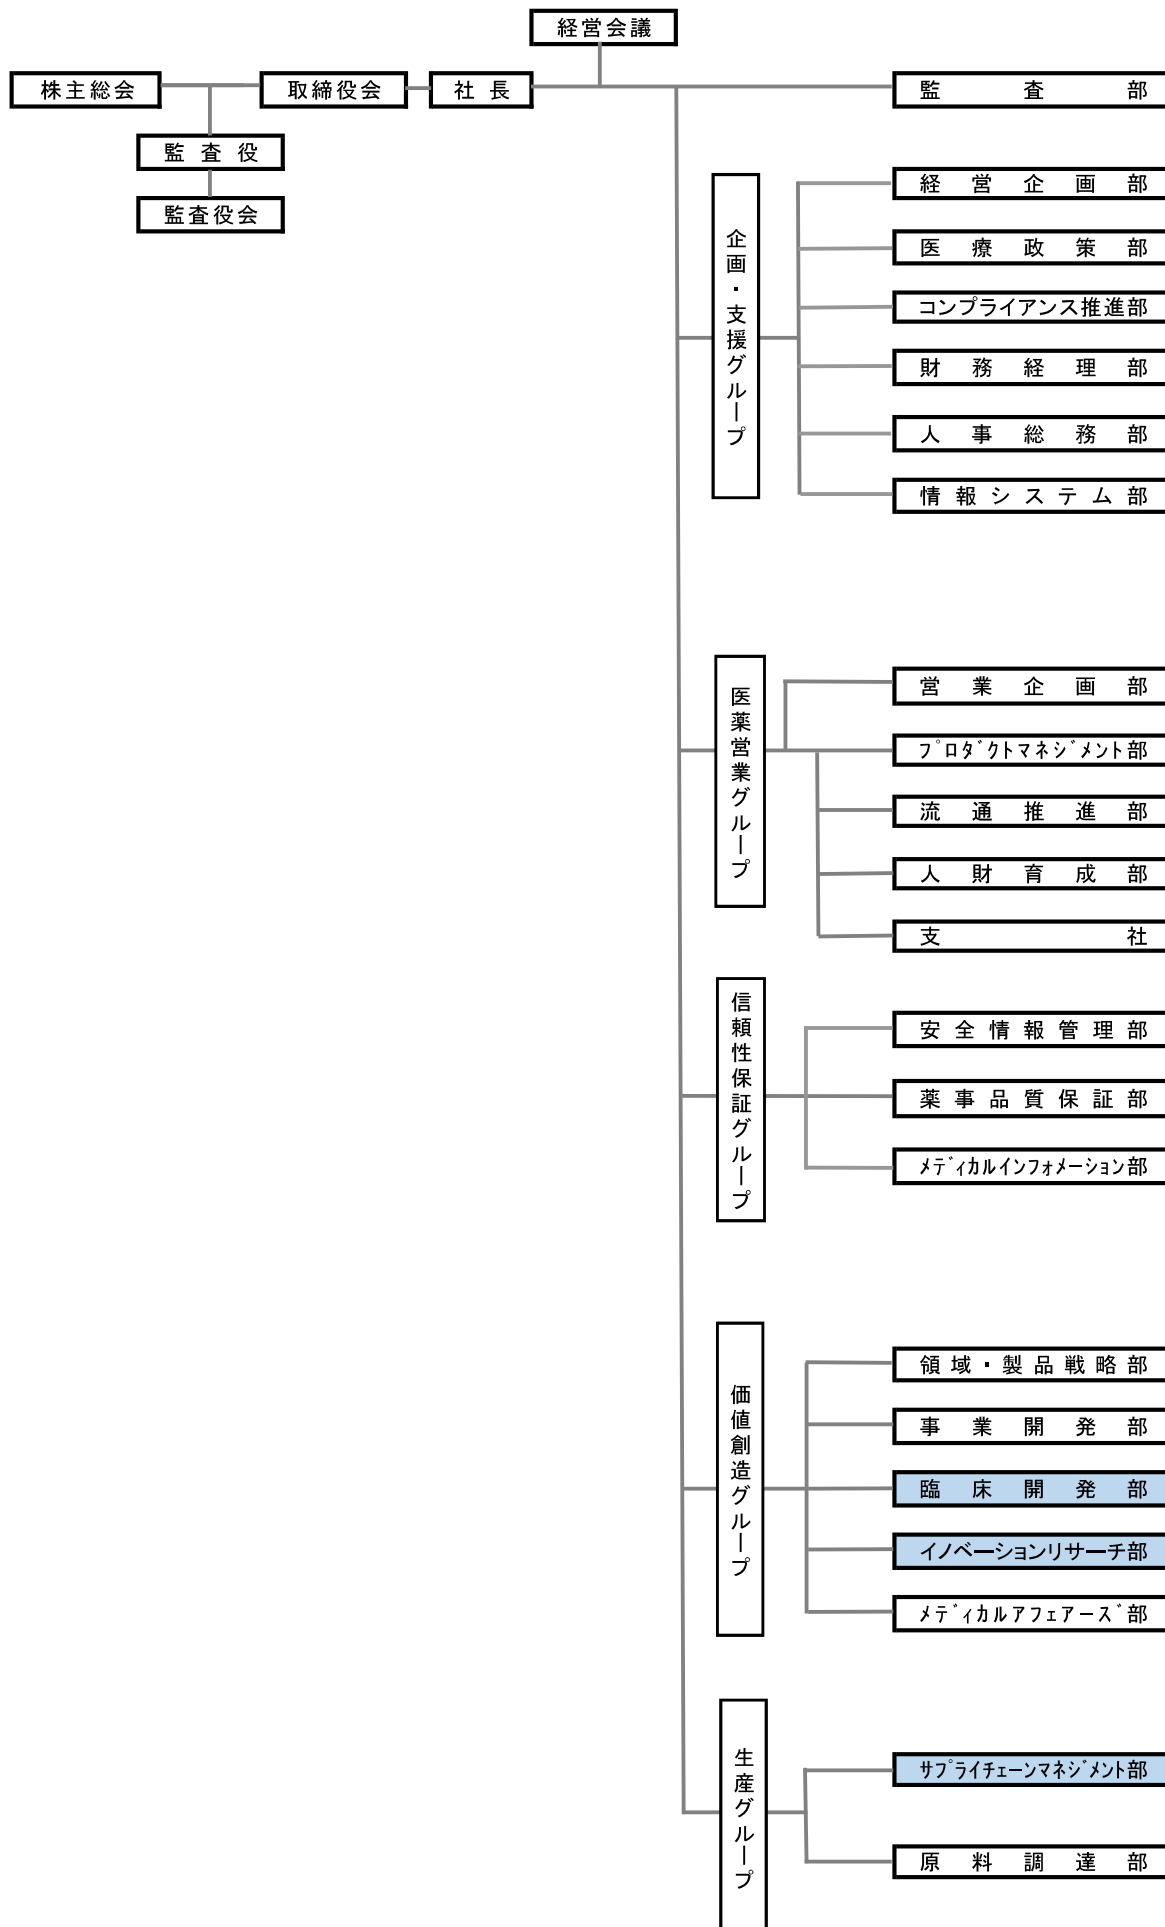 経営会議
株主総会
取締役会
社長
監査部
監査役
監査役会
企画・支援グループ
経営企画部
医療政策部
コンプライアンス推進部
財務経理部
人事総務部
情報システム部
医薬営業グループ
営業企画部
プロダクトマネジメント部
流通推進部
人財育成部
支社
信頼性保証グループ
安全情報管理部
薬事品質保証部
メディカルインフォメーション部
価値創造グループ
領域・製品戦略部
事業開発部
臨床開発部
イノベーションリサーチ部
メディカルアフェアーズ部
生産グループ
サプライチェーンマネジメント部
原料調達部